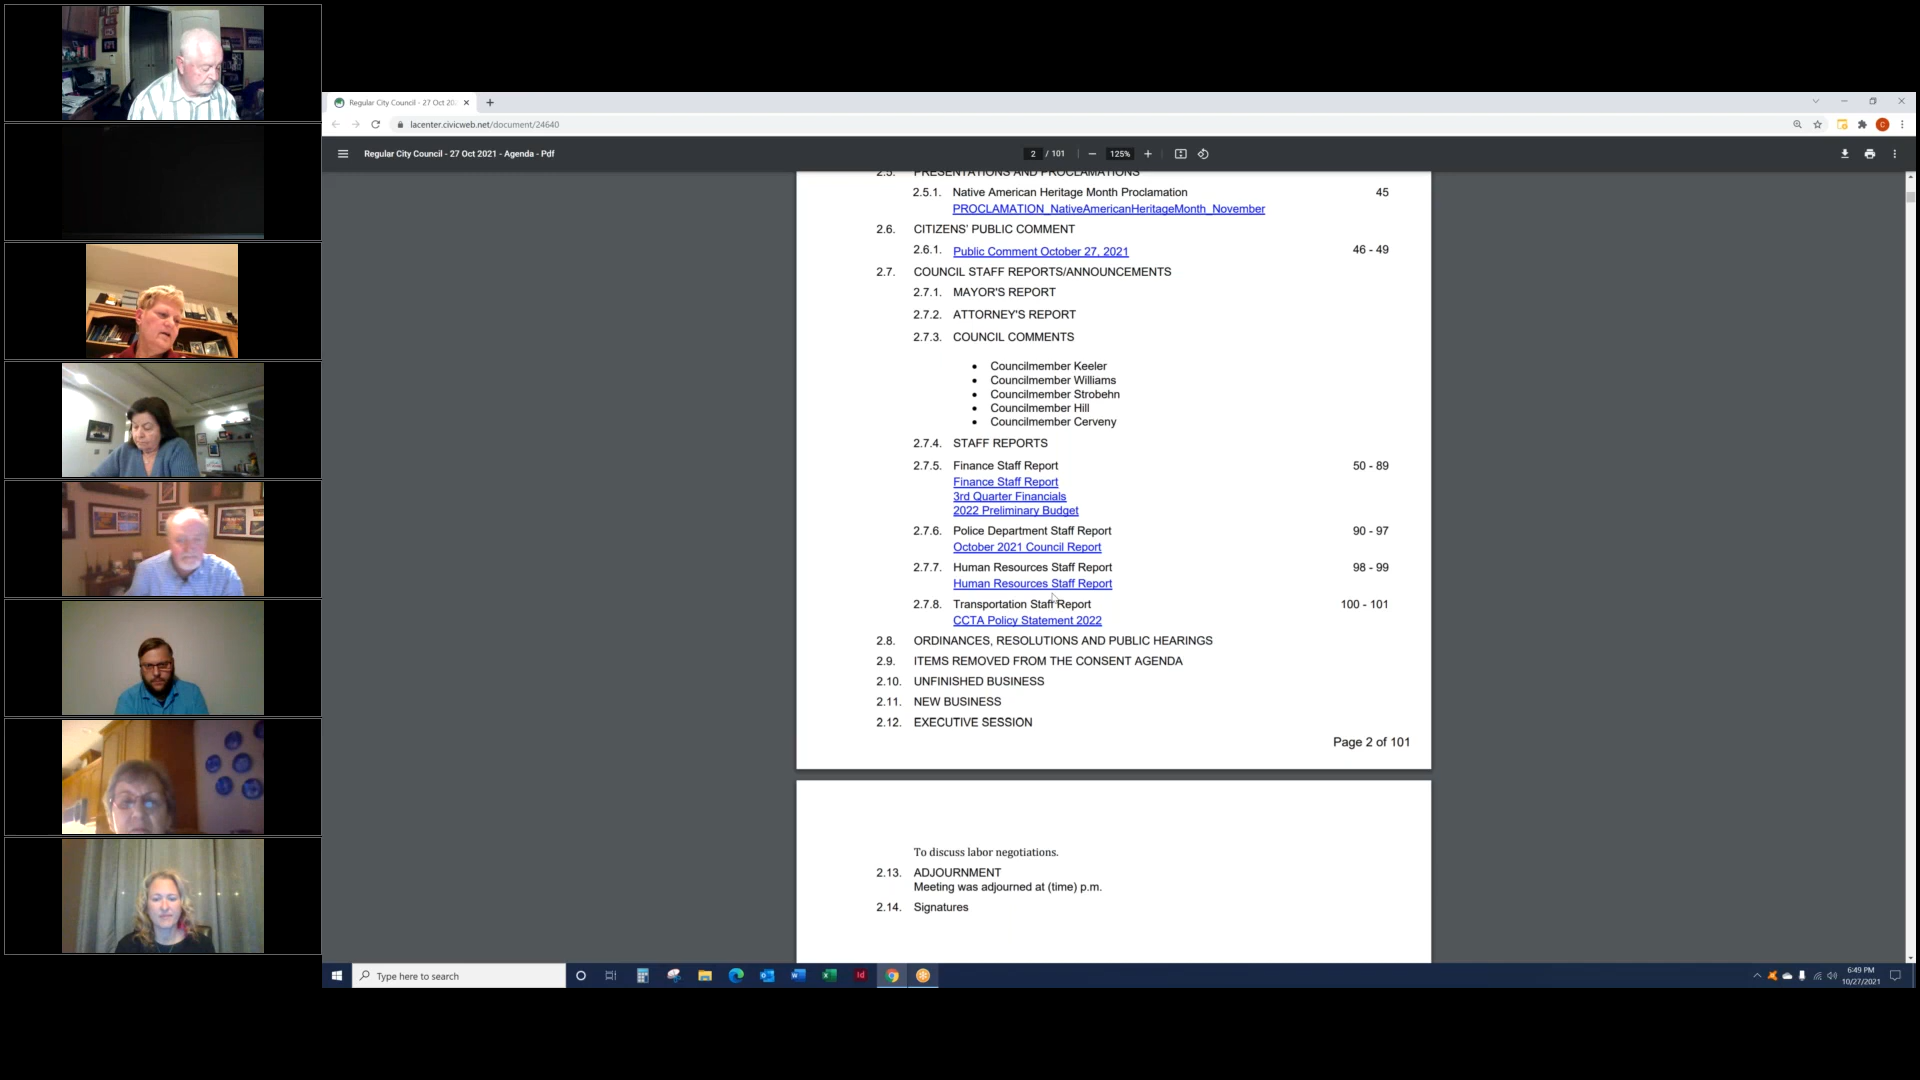 Regular City Council - 27 Oct 20
lacenter.civicweb.net/document/24640
C
Regular City Council - 27 Oct 2021 - Agenda - Pdf
2 / 101
125%
2.5. PRESENTATIONS AND PROCLAMATIONS
2.5.1. Native American Heritage Month Proclamation 45
PROCLAMATION_NativeAmericanHeritageMonth_November
2.6. CITIZENS' PUBLIC COMMENT
2.6.1. Public Comment October 27, 2021 46 - 49
2.7. COUNCIL STAFF REPORTS/ANNOUNCEMENTS
2.7.1. MAYOR'S REPORT
2.7.2. ATTORNEY'S REPORT
2.7.3. COUNCIL COMMENTS
• Councilmember Keeler
• Councilmember Williams
• Councilmember Strobehn
• Councilmember Hill
• Councilmember Cerveny
2.7.4. STAFF REPORTS
2.7.5. Finance Staff Report 50 - 89
Finance Staff Report
3rd Quarter Financials
2022 Preliminary Budget
2.7.6. Police Department Staff Report 90 - 97
October 2021 Council Report
2.7.7. Human Resources Staff Report 98 - 99
Human Resources Staff Report
2.7.8. Transportation Staff Report 100 - 101
CCTA Policy Statement 2022
2.8. ORDINANCES, RESOLUTIONS AND PUBLIC HEARINGS
2.9. ITEMS REMOVED FROM THE CONSENT AGENDA
2.10. UNFINISHED BUSINESS
2.11. NEW BUSINESS
2.12. EXECUTIVE SESSION
Page 2 of 101
To discuss labor negotiations.
2.13. ADJOURNMENT
Meeting was adjourned at (time) p.m.
2.14. Signatures
Type here to search
Id
6:49 PM
10/27/2021